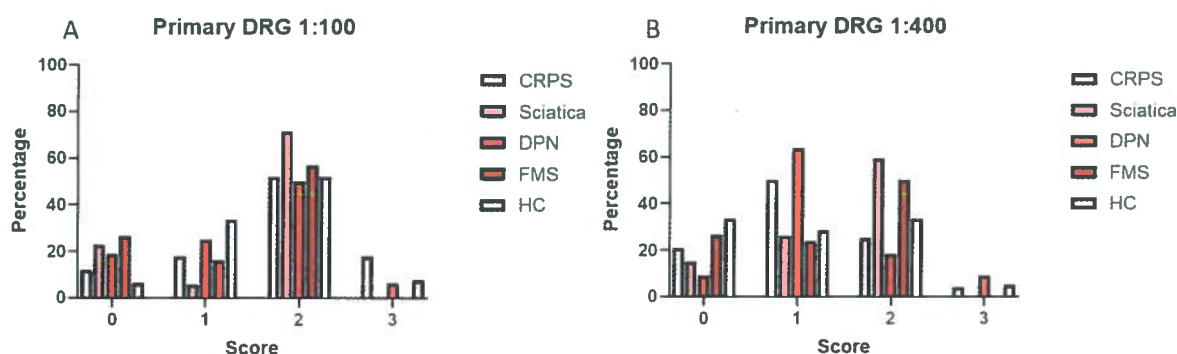 A
Primary DRG 1:100
Percentage
100
80
60
40
20
0
0 1 2 3
Score
CRPS
Sciatica
DPN
FMS
HC
B
Primary DRG 1:400
Percentage
100
80
60
40
20
0
0 1 2 3
Score
CRPS
Sciatica
DPN
FMS
HC